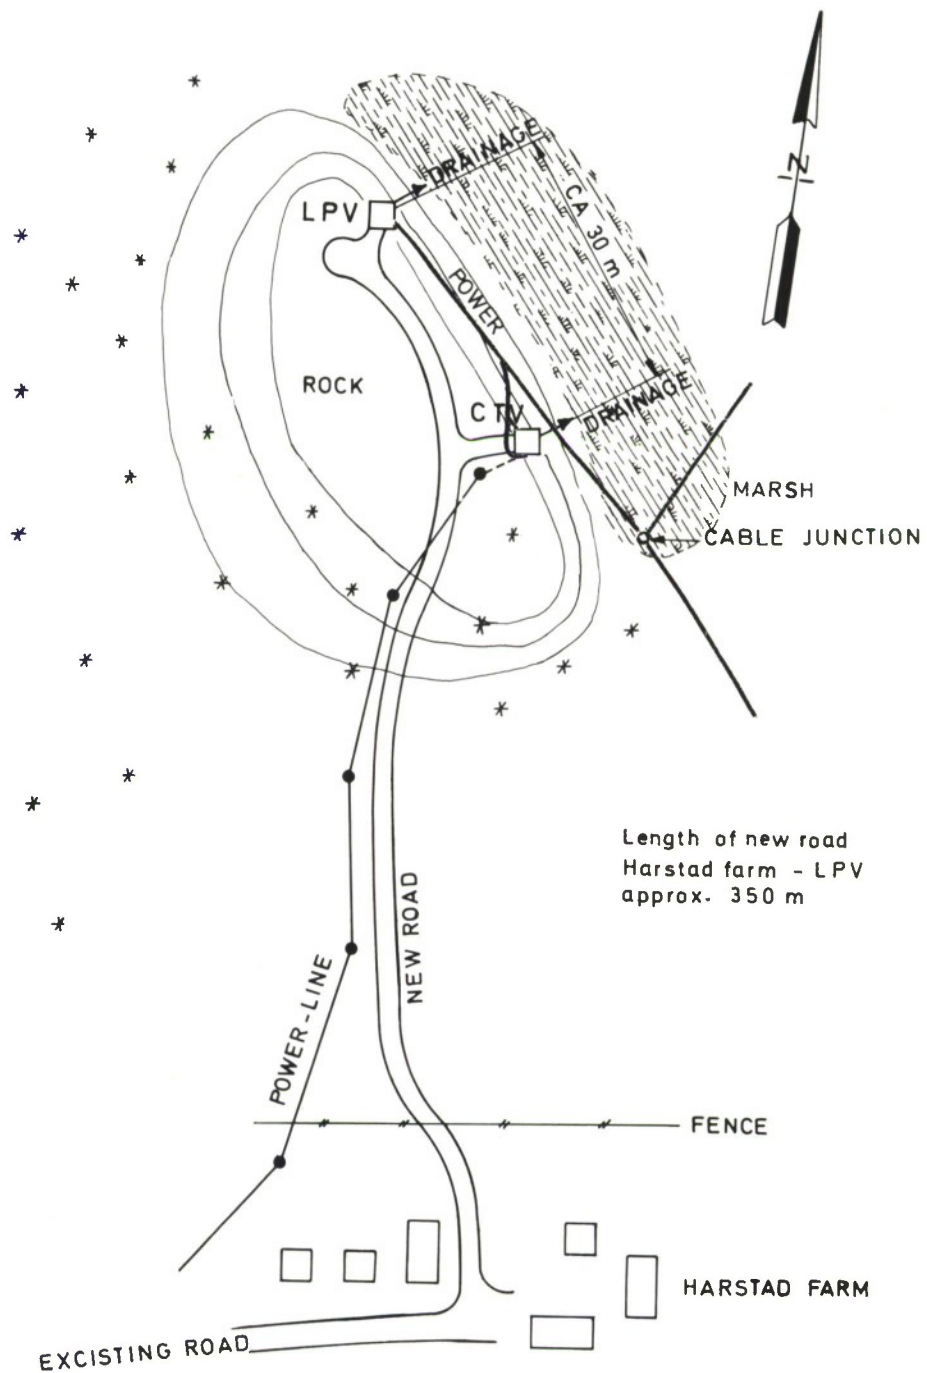 DRAINAGE
N
LPV
CA 30 m
POWER
ROCK
CTV
DRAINAGE
MARSH
CABLE JUNCTION
Length of new road
Harstad farm - LPV
approx. 350 m
NEW ROAD
POWER-LINE
FENCE
HARSTAD FARM
EXCISTING ROAD